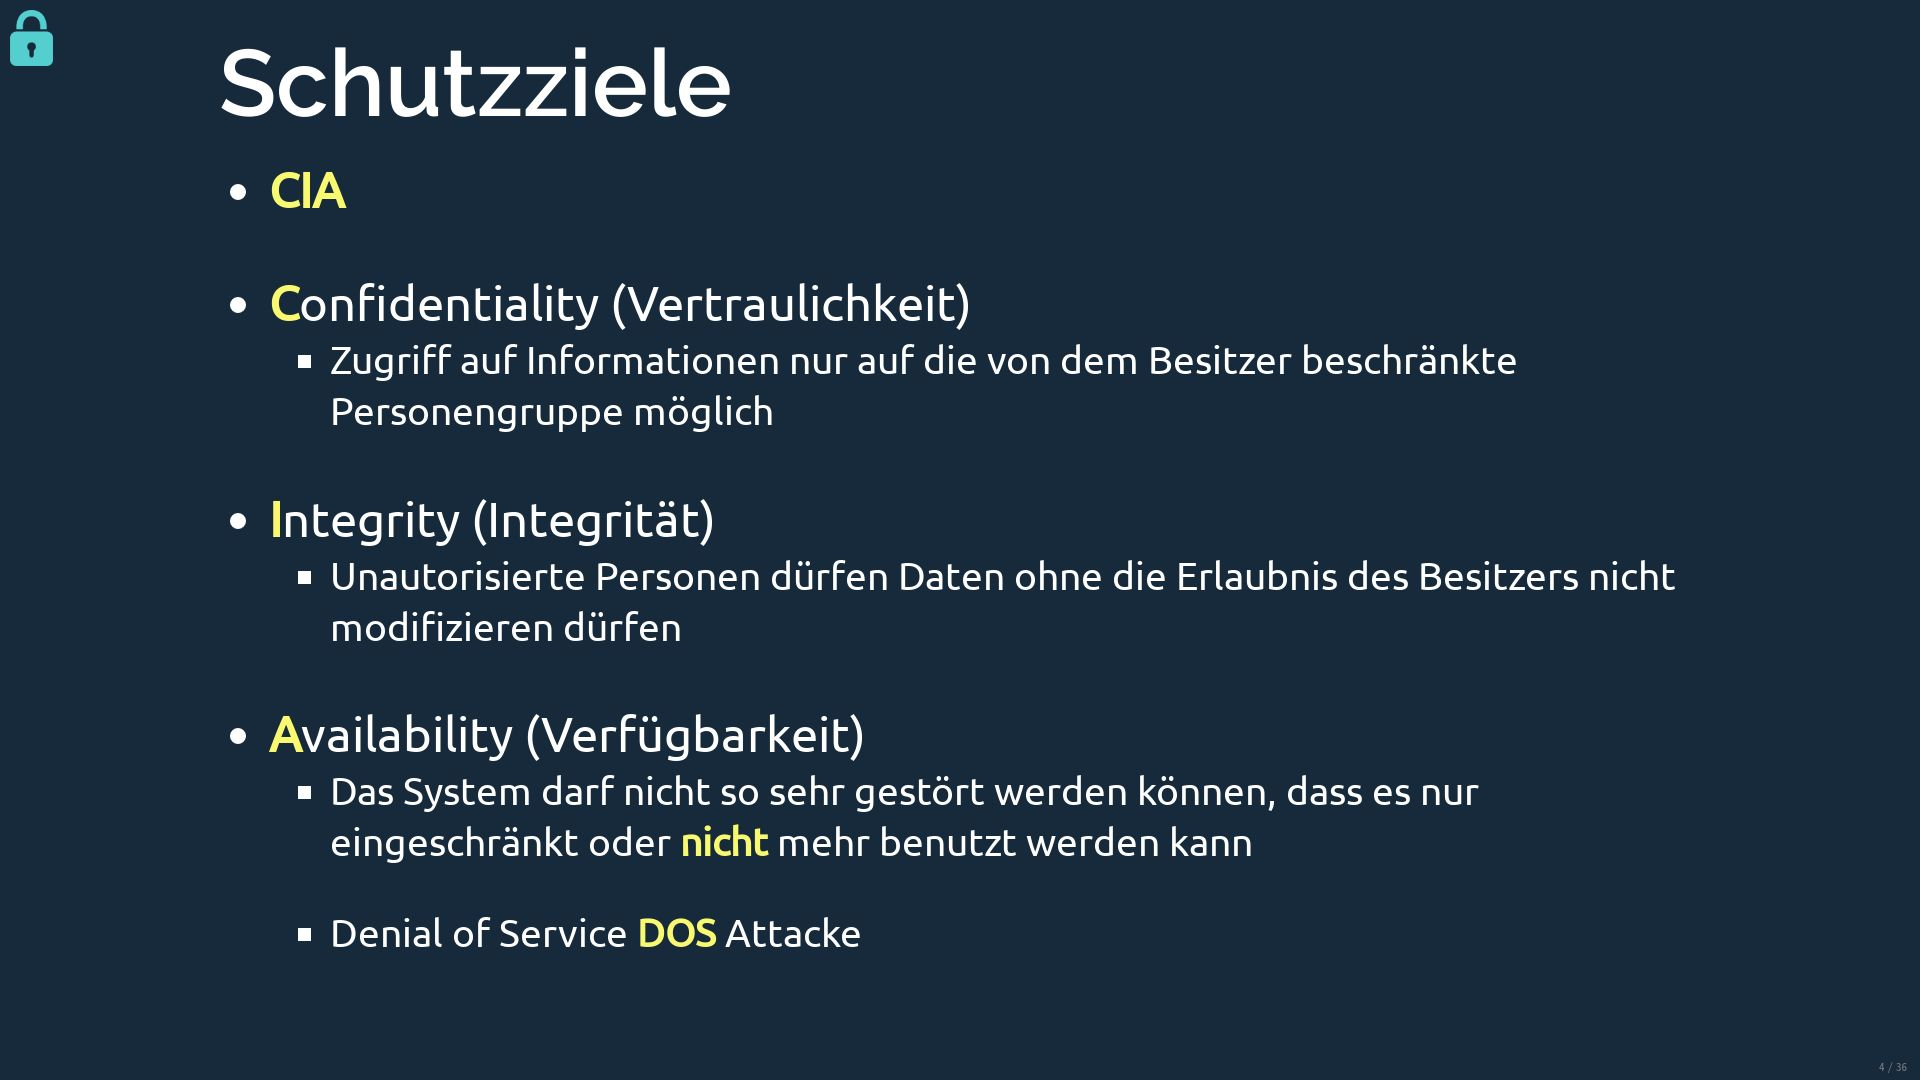 Schutzziele
CIA
Confidentiality (Vertraulichkeit)
Zugriff auf Informationen nur auf die von dem Besitzer beschränkte
Personengruppe möglich
Integrity (Integrität)
Unautorisierte Personen dürfen Daten ohne die Erlaubnis des Besitzers nicht
modifizieren dürfen
Availability (Verfügbarkeit)
Das System darf nicht so sehr gestört werden können, dass es nur
eingeschränkt oder nicht mehr benutzt werden kann
Denial of Service DOS Attacke
4 / 36